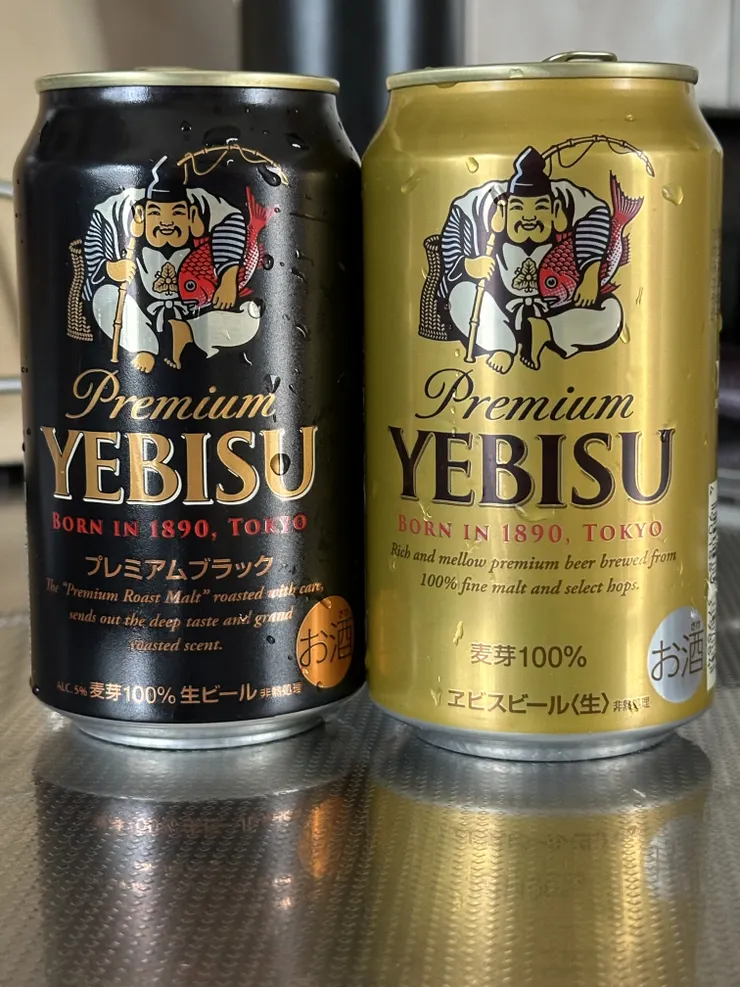 Premium
YEBISU
BORN IN 1890, TOKYO
プレミアムブラック
The "Premium Roast Malt" roasted with care,
sends out the deep taste and grand
roasted scent.
お酒
ALC.5% 麦芽100% 生ビール 非熱処理
Premium
YEBISU
BORN IN 1890, TOKYO
Rich and mellow premium beer brewed from
100% fine malt and select hops.
麦芽100%
お酒
ヱビスビール〈生〉 非熱処理